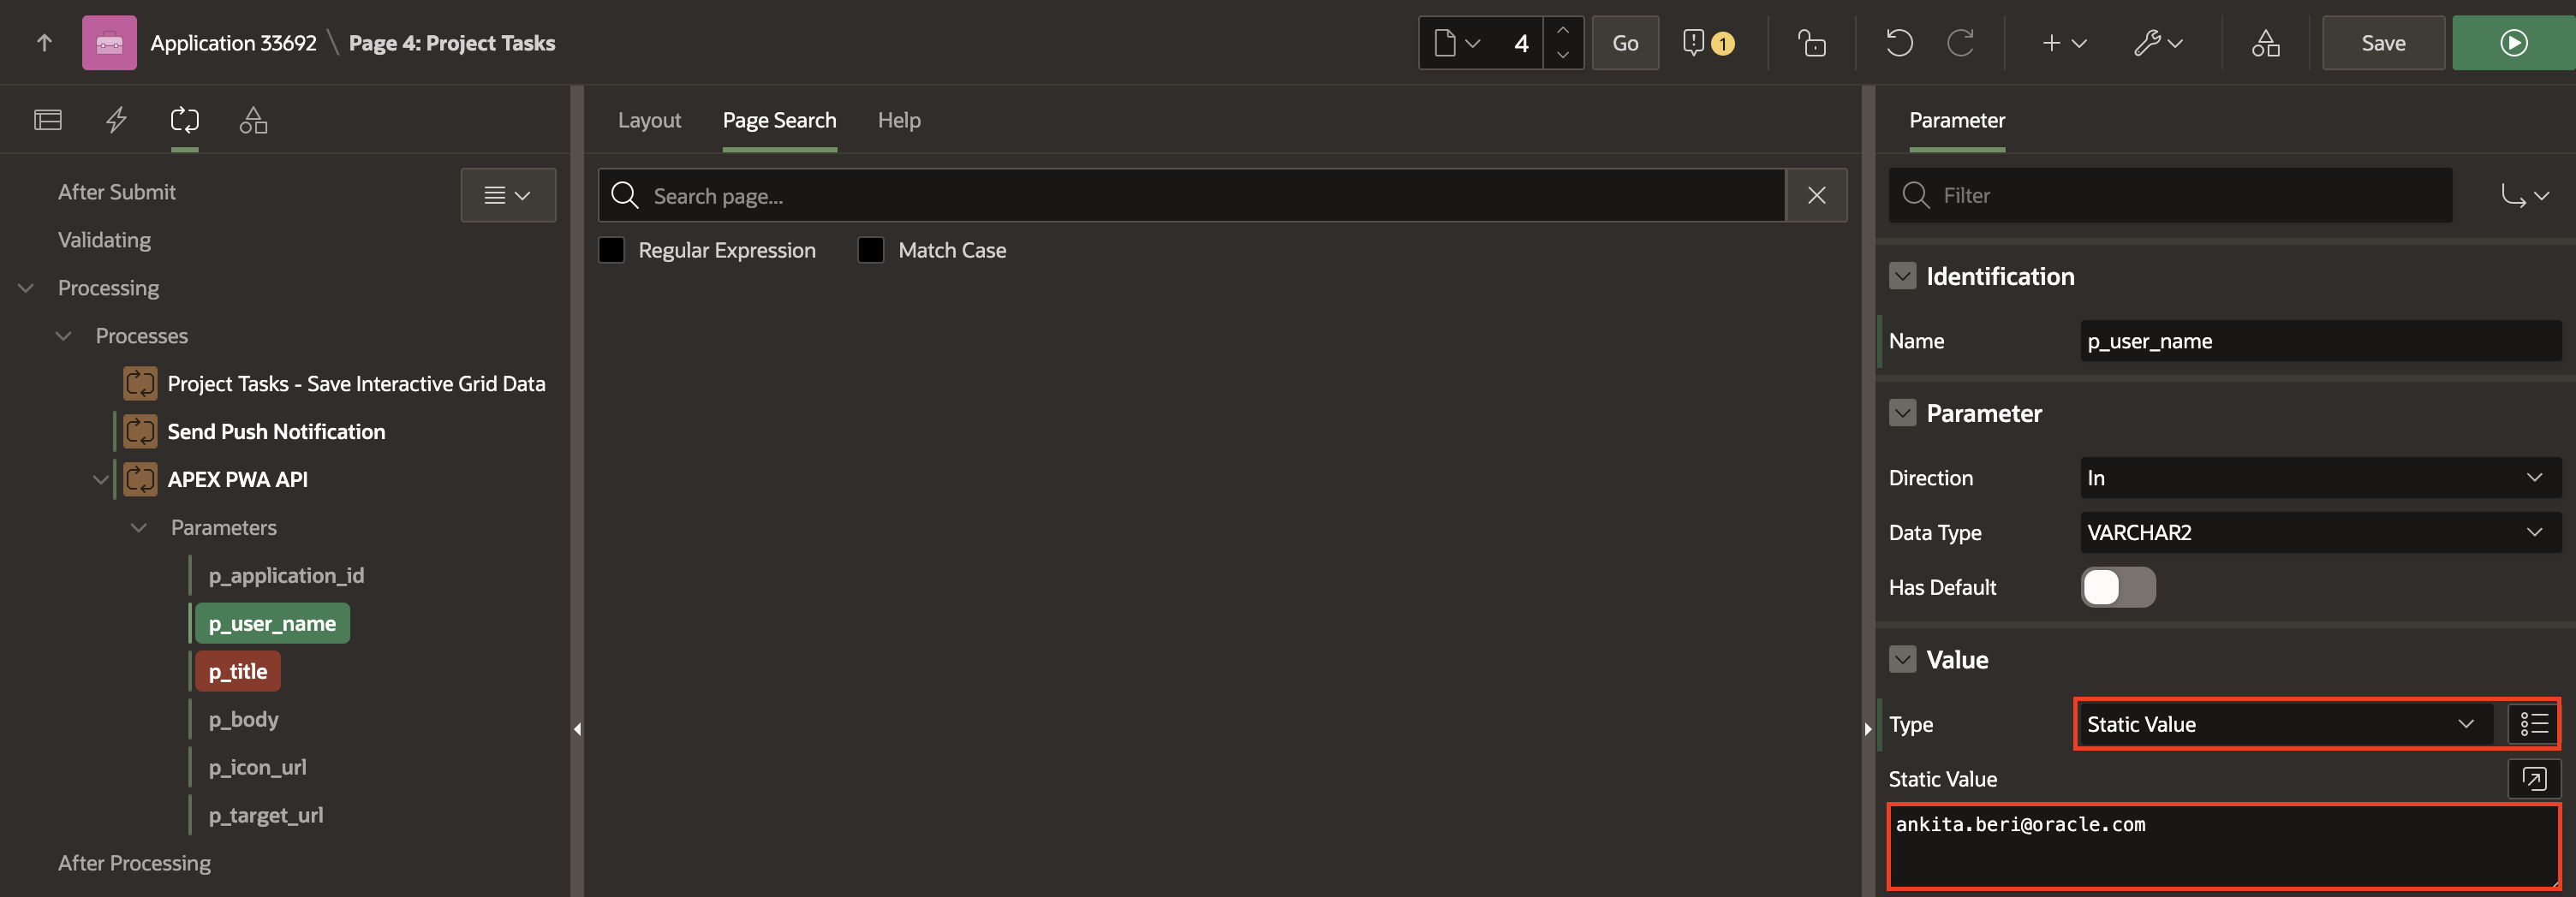 Application 33692 \ Page 4: Project Tasks
4
Go
1
Save
Layout
Page Search
Help
Parameter
After Submit
Search page...
Filter
Validating
Regular Expression
Match Case
Processing
Identification
Processes
Name
p_user_name
Project Tasks - Save Interactive Grid Data
Parameter
Send Push Notification
APEX PWA API
Direction
In
Parameters
Data Type
VARCHAR2
p_application_id
Has Default
p_user_name
p_title
Value
p_body
Type
Static Value
p_icon_url
Static Value
p_target_url
ankita.beri@oracle.com
After Processing